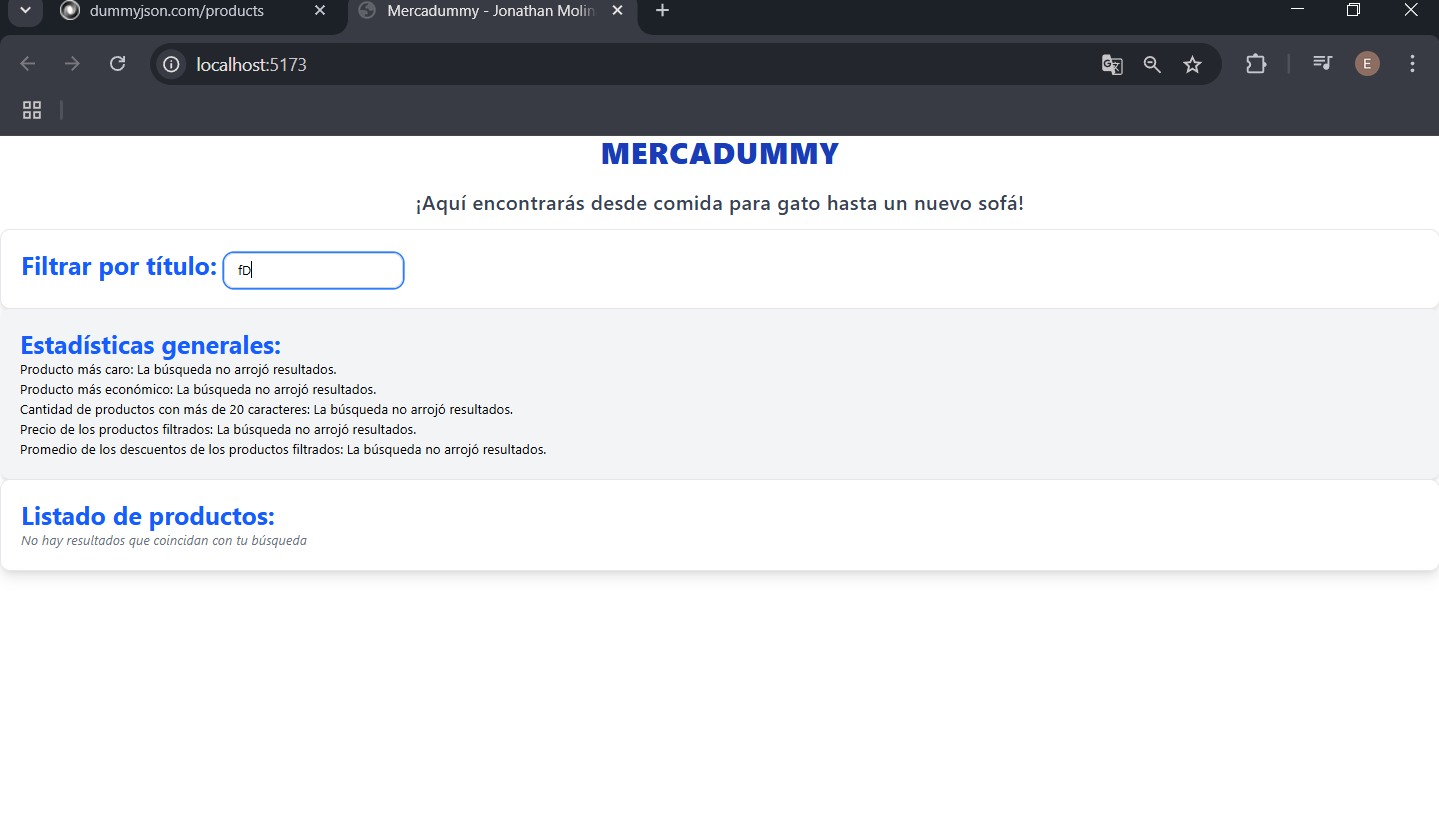 dummyjson.com/products
Mercadummy - Jonathan Molin
localhost:5173
E
MERCADUMMY
¡Aquí encontrarás desde comida para gato hasta un nuevo sofá!
Filtrar por título: fD
Estadísticas generales:
Producto más caro: La búsqueda no arrojó resultados.
Producto más económico: La búsqueda no arrojó resultados.
Cantidad de productos con más de 20 caracteres: La búsqueda no arrojó resultados.
Precio de los productos filtrados: La búsqueda no arrojó resultados.
Promedio de los descuentos de los productos filtrados: La búsqueda no arrojó resultados.
Listado de productos:
No hay resultados que coincidan con tu búsqueda